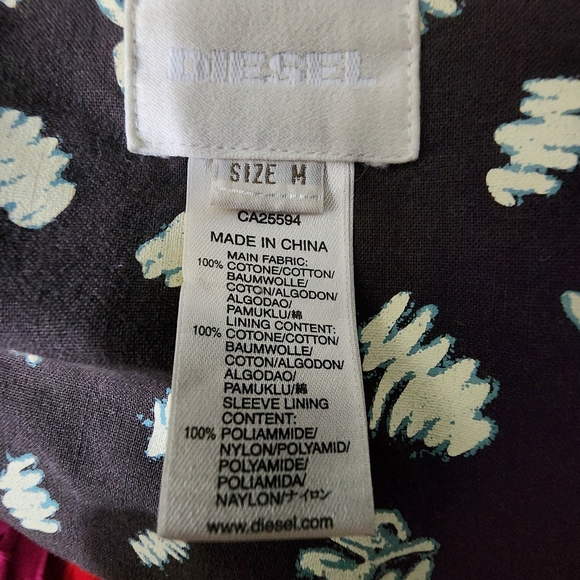 DIESEL
SIZE M
CA25594
MADE IN CHINA
MAIN FABRIC:
100% COTONE/COTTON/
BAUMWOLLE/
COTON/ALGODON/
ALGODAO/
PAMUKLU/綿
LINING CONTENT:
100% COTONE/COTTON/
BAUMWOLLE/
COTON/ALGODON/
ALGODAO/
PAMUKLU/綿
SLEEVE LINING
CONTENT:
100% POLIAMMIDE/
NYLON/POLYAMID/
POLYAMIDE/
POLIAMIDA/
NAYLON/ナイロン
www.diesel.com